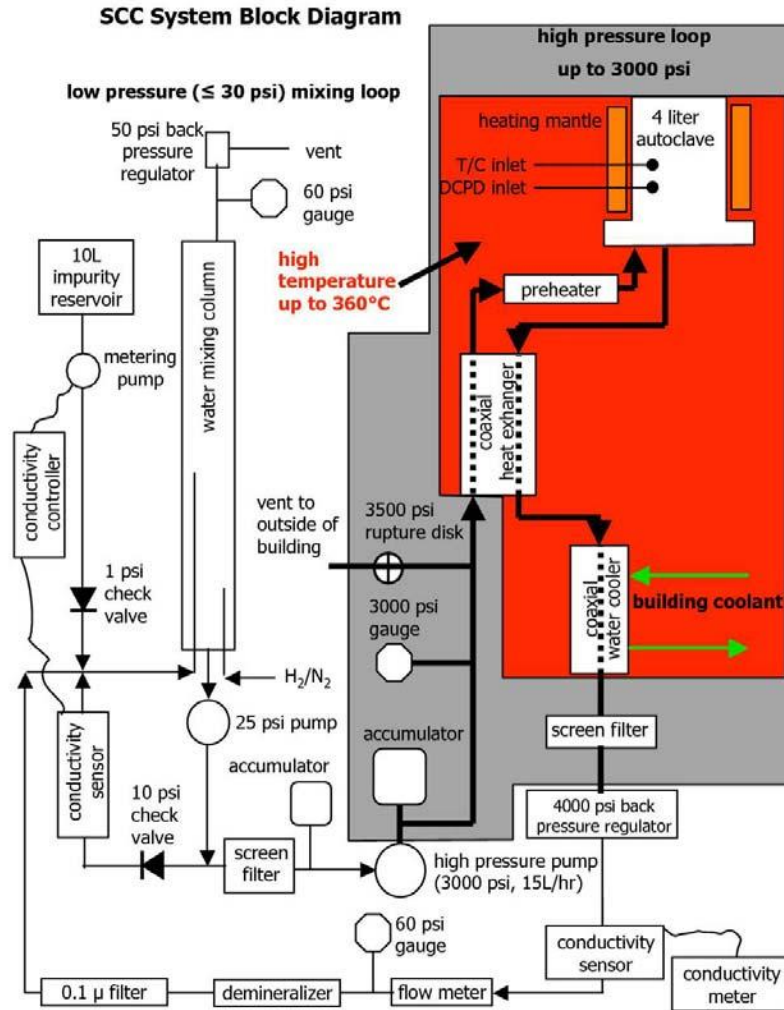 SCC System Block Diagram
high pressure loop
up to 3000 psi
low pressure (≤ 30 psi) mixing loop
50 psi back
pressure
regulator
vent
60 psi
gauge
heating mantle
4 liter
autoclave
T/C inlet
DCPD inlet
10L
impurity
reservoir
high
temperature
up to 360°C
preheater
metering
pump
water mixing column
coaxial
heat exhanger
conductivity
controller
vent to
outside of
building
3500 psi
rupture disk
1 psi
check
valve
3000 psi
gauge
coaxial
water cooler
building coolant
H2/N2
25 psi pump
conductivity
sensor
accumulator
accumulator
screen filter
10 psi
check
valve
4000 psi back
pressure regulator
screen
filter
high pressure pump
(3000 psi, 15L/hr)
60 psi
gauge
conductivity
sensor
conductivity
meter
0.1 µ filter
demineralizer
flow meter